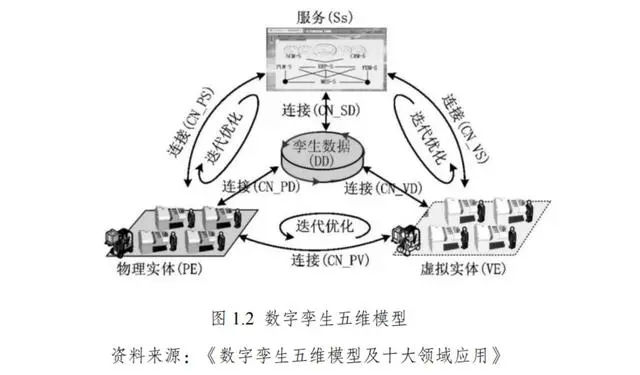 服务(Ss)
SCM-S
CRM-S
ERP-S
PLM-S
PDM-S
MES-S
连接(CN_PS)
迭代优化
连接(CN_SD)
迭代优化
连接(CN_VS)
孪生数据
(DD)
连接(CN_PD)
连接(CN_VD)
迭代优化
物理实体(PE)
连接(CN_PV)
虚拟实体(VE)
图 1.2 数字孪生五维模型
资料来源：《数字孪生五维模型及十大领域应用》